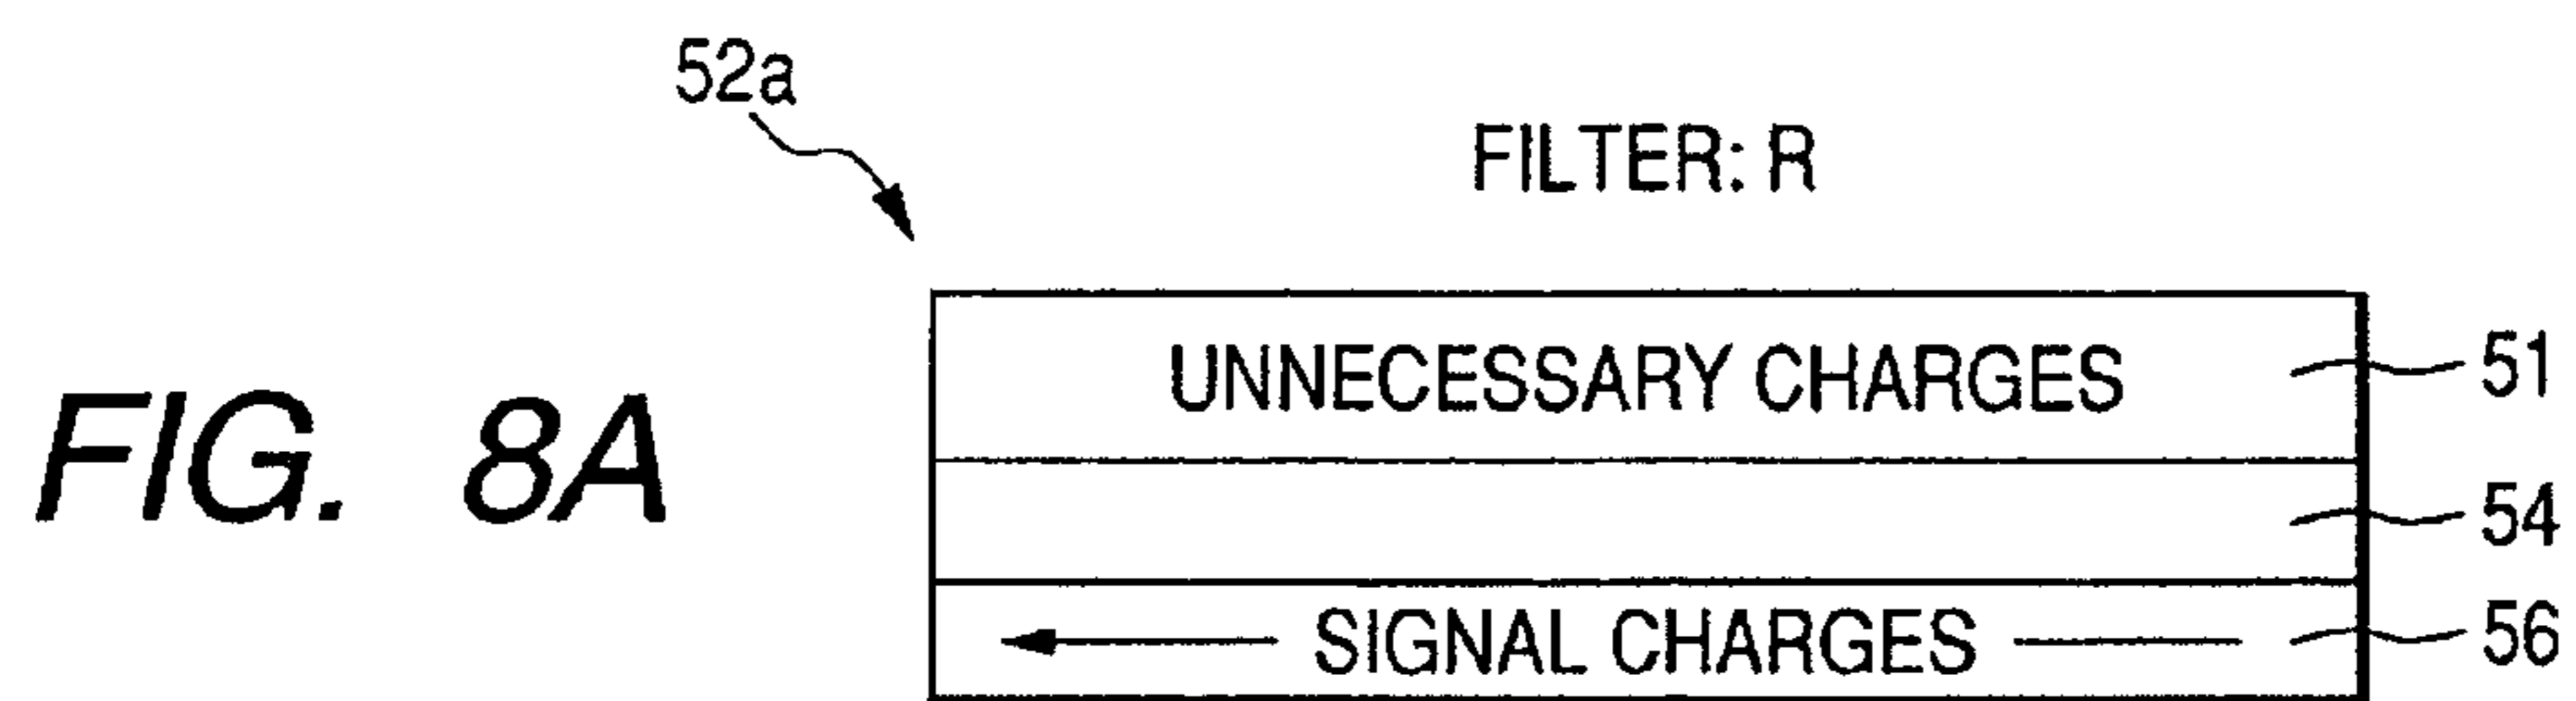 52a
FILTER: R
UNNECESSARY CHARGES
51
FIG. 8A
54
SIGNAL CHARGES
56